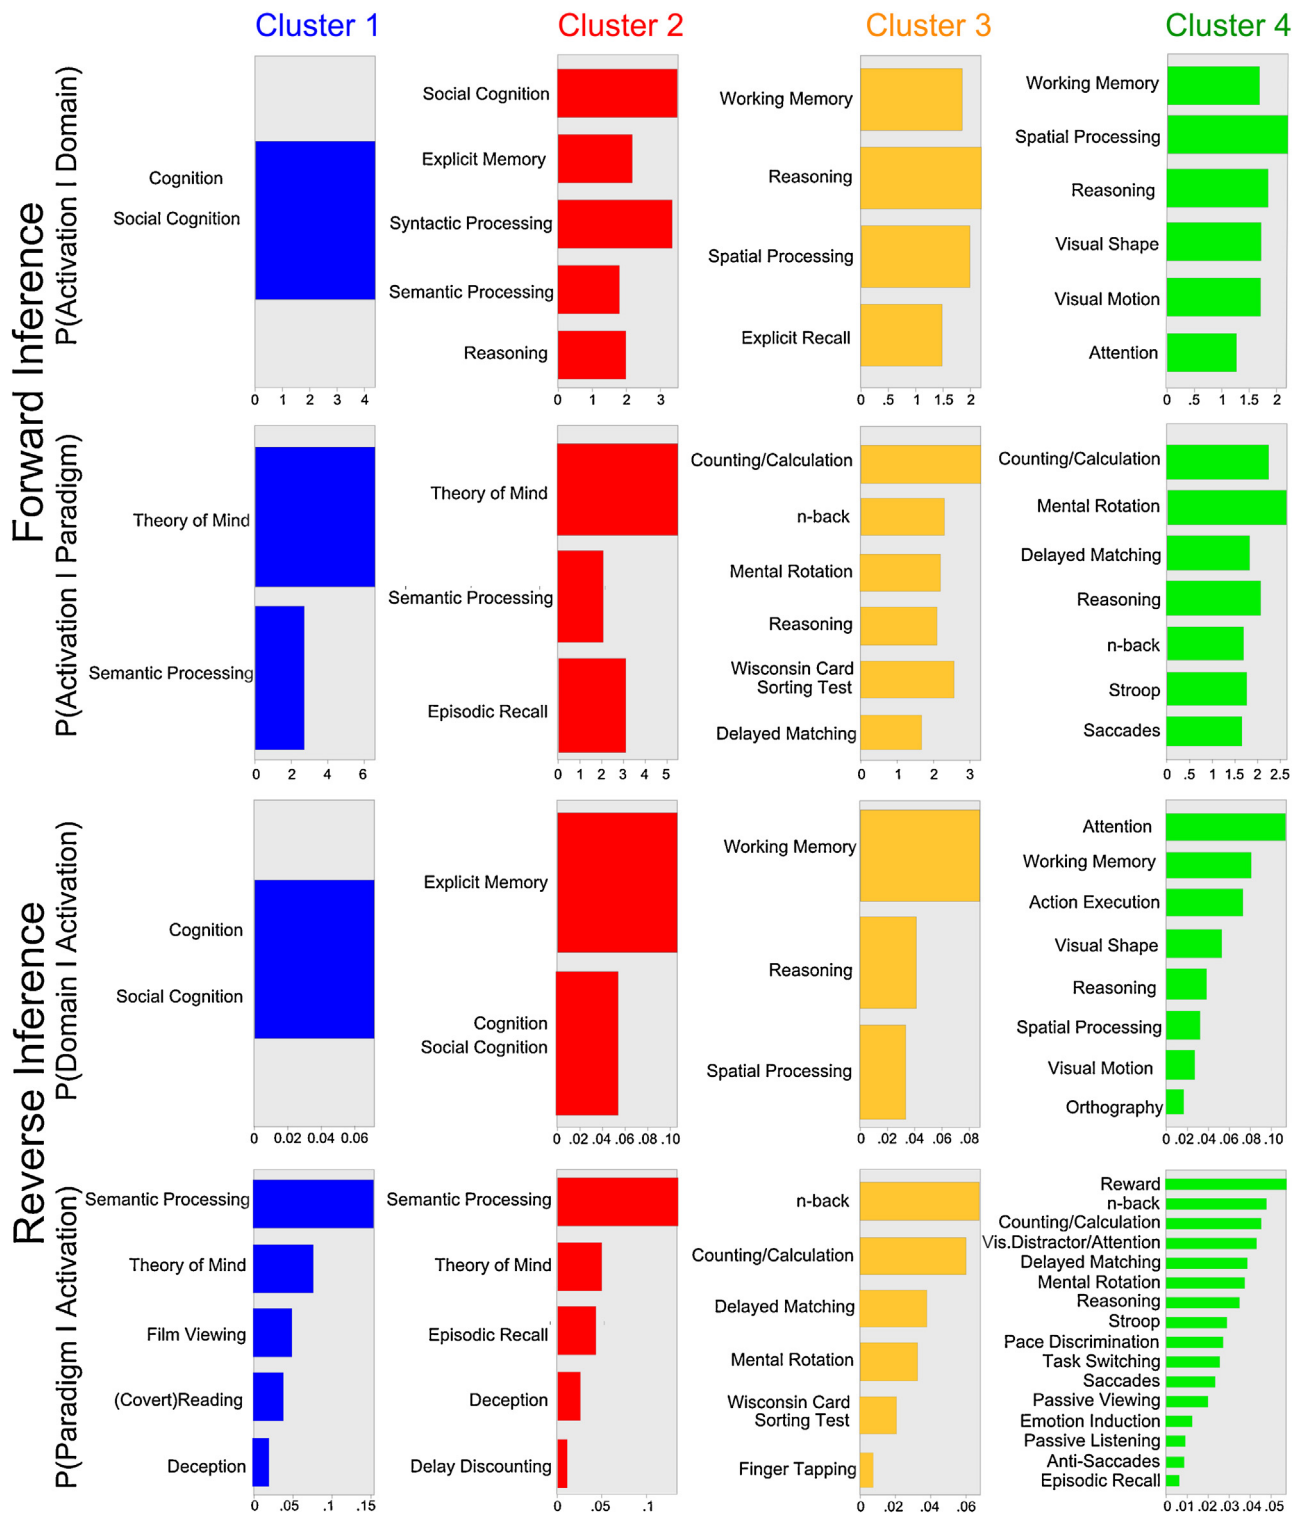 Cluster 1
Cluster 2
Cluster 3
Cluster 4
Forward Inference
P(Activation I Domain)
Cognition
Social Cognition
0 1 2 3 4
Social Cognition
Explicit Memory
Syntactic Processing
Semantic Processing
Reasoning
0 1 2 3
Working Memory
Reasoning
Spatial Processing
Explicit Recall
0 .5 1 1.5 2
Working Memory
Spatial Processing
Reasoning
Visual Shape
Visual Motion
Attention
0 .5 1 1.5 2
P(Activation I Paradigm)
Theory of Mind
Semantic Processing
0 2 4 6
Theory of Mind
Semantic Processing
Episodic Recall
0 1 2 3 4 5
Counting/Calculation
n-back
Mental Rotation
Reasoning
Wisconsin Card
Sorting Test
Delayed Matching
0 1 2 3
Counting/Calculation
Mental Rotation
Delayed Matching
Reasoning
n-back
Stroop
Saccades
0 .5 1 1.5 2 2.5
Reverse Inference
P(Domain I Activation)
Cognition
Social Cognition
0 0.02 0.04 0.06
Explicit Memory
Cognition
Social Cognition
0 .02 .04 .06 .08 .10
Working Memory
Reasoning
Spatial Processing
0 .02 .04 .06 .08
Attention
Working Memory
Action Execution
Visual Shape
Reasoning
Spatial Processing
Visual Motion
Orthography
0 .02 .04 .06 .08 .10
P(Paradigm I Activation)
Semantic Processing
Theory of Mind
Film Viewing
(Covert)Reading
Deception
0 .05 .1 .15
Semantic Processing
Theory of Mind
Episodic Recall
Deception
Delay Discounting
0 .05 .1
n-back
Counting/Calculation
Delayed Matching
Mental Rotation
Wisconsin Card
Sorting Test
Finger Tapping
0 .02 .04 .06
Reward
n-back
Counting/Calculation
Vis.Distractor/Attention
Delayed Matching
Mental Rotation
Reasoning
Stroop
Pace Discrimination
Task Switching
Saccades
Passive Viewing
Emotion Induction
Passive Listening
Anti-Saccades
Episodic Recall
0 .01 .02 .03 .04 .05